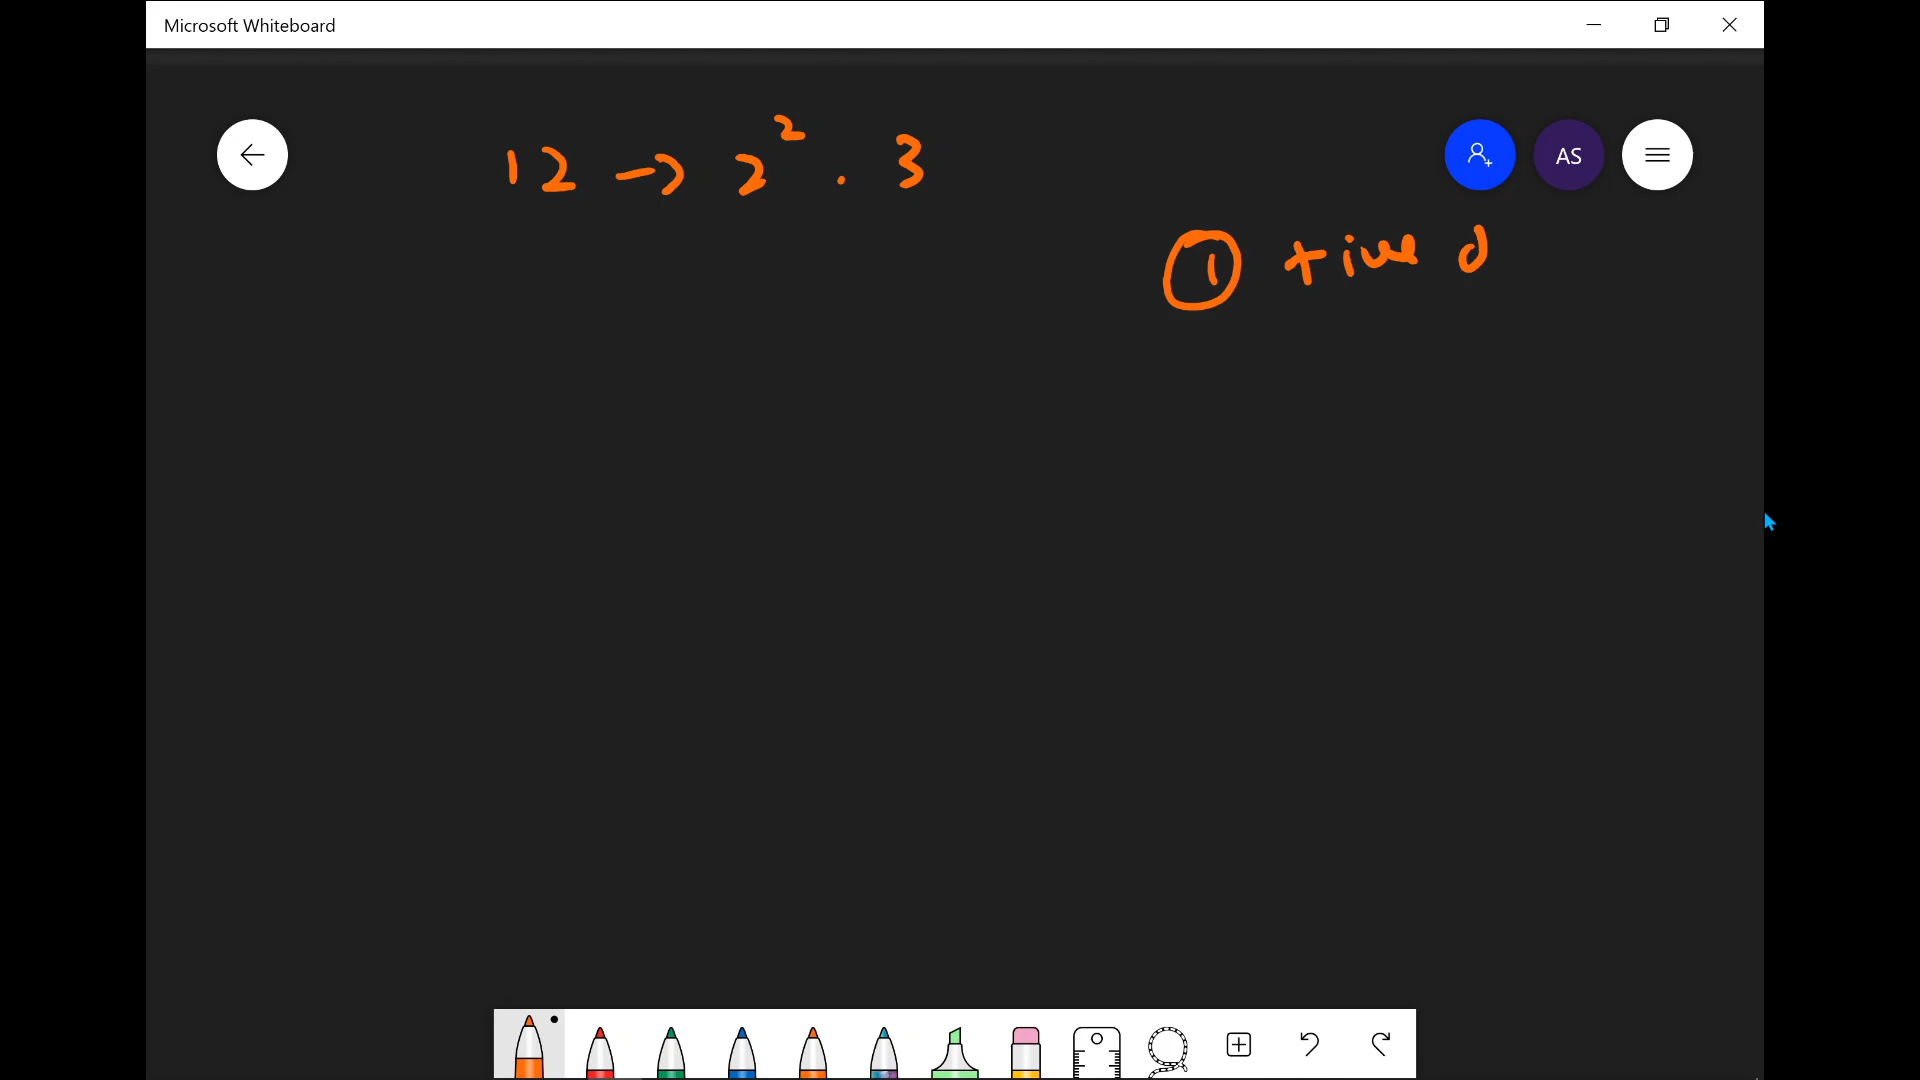 Microsoft Whiteboard
12 → 2² . 3
AS
① +ive d